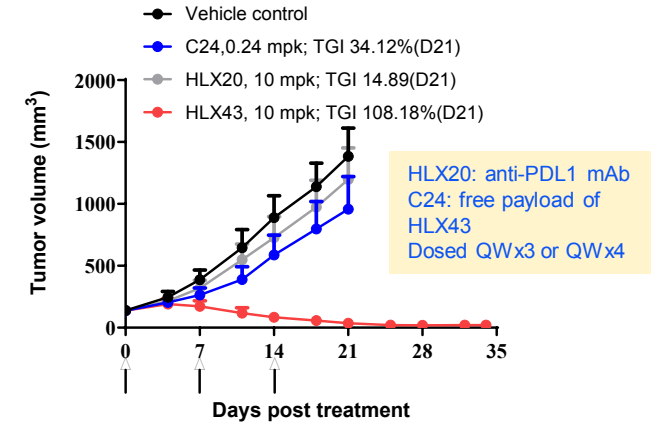 Vehicle control
C24,0.24 mpk; TGI 34.12%(D21)
HLX20, 10 mpk; TGI 14.89(D21)
HLX43, 10 mpk; TGI 108.18%(D21)
Tumor volume (mm³)
2000
1500
1000
500
0
0 7 14 21 28 35
Days post treatment
HLX20: anti-PDL1 mAb
C24: free payload of
HLX43
Dosed QWx3 or QWx4